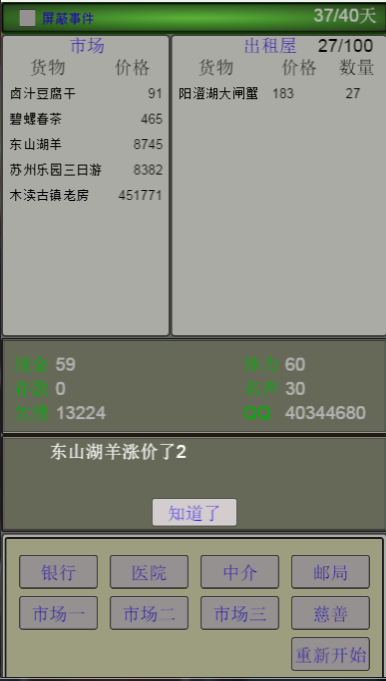 屏蔽事件 37/40天
市场
货物 价格
卤汁豆腐干 91
碧螺春茶 465
东山湖羊 8745
苏州乐园三日游 8382
木渎古镇老房 451771
出租屋 27/100
货物 价格 数量
阳澄湖大闸蟹 183 27
现金 59
存款 0
欠债 13224
体力 60
名声 30
QQ 40344680
东山湖羊涨价了2
知道了
银行 医院 中介 邮局
市场一 市场二 市场三 慈善
重新开始